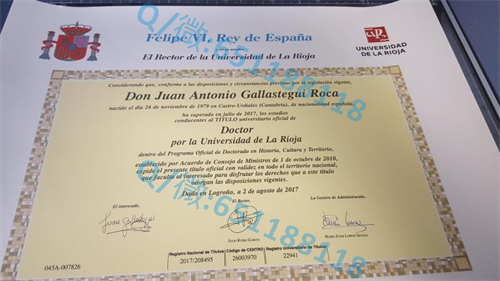 Felipe VI, Rey de España
El Rector de la Universidad de La Rioja
UNIVERSIDAD
DE LA RIOJA
Considerando que, conforme a las disposiciones y circunstancias previstas por la legislación vigente,
Don Juan Antonio Gallastegui Roca
nacido el día 26 de noviembre de 1979 en Castro-Urdiales (Cantabria), de nacionalidad española,
ha superado en julio de 2017, los estudios
conducentes al TÍTULO universitario oficial de
Doctor
por la Universidad de La Rioja
dentro del Programa Oficial de Doctorado en Historia, Cultura y Territorio,
establecido por Acuerdo de Consejo de Ministros de 1 de octubre de 2010,
expide el presente título oficial con validez en todo el territorio nacional,
que faculta al interesado para disfrutar los derechos que a este título
otorgan las disposiciones vigentes.
Dado en Logroño, a 2 de agosto de 2017
El interesado,
El Rector,
La Gerente de Administración,
Registro Nacional de Títulos
Código de CENTRO
Registro Universitario de Títulos
045A-007826
2017/208495
26003970
22941
Q/微:651188118
Q/微:651188118